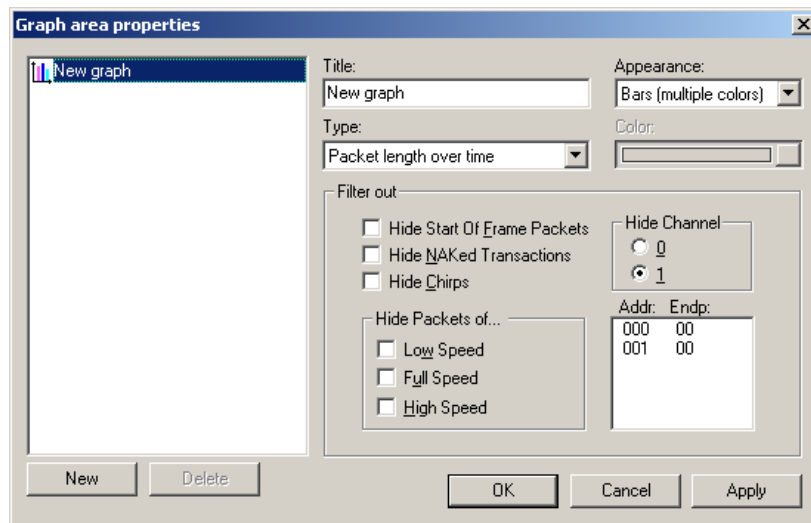 Graph area properties
New graph
Title:
New graph
Appearance:
Bars (multiple colors)
Type:
Packet length over time
Color:
Filter out
Hide Start Of Frame Packets
Hide NAKed Transactions
Hide Chirps
Hide Channel
0
1
Hide Packets of...
Low Speed
Full Speed
High Speed
Addr: Endp:
000 00
001 00
New
Delete
OK
Cancel
Apply